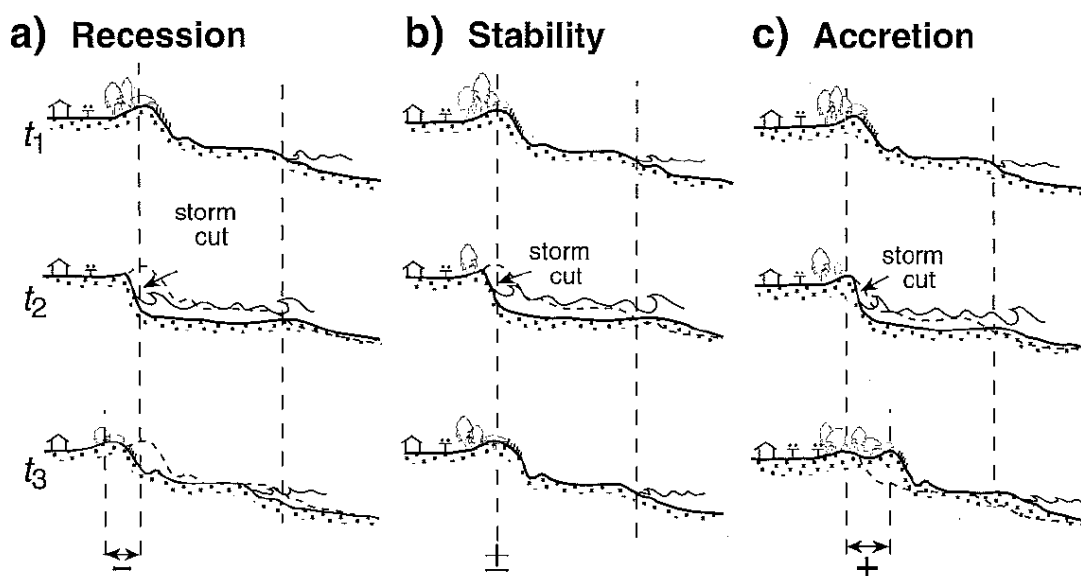 a) Recession
b) Stability
c) Accretion
t1
storm
cut
t2
storm
cut
storm
cut
t3
−
±
+